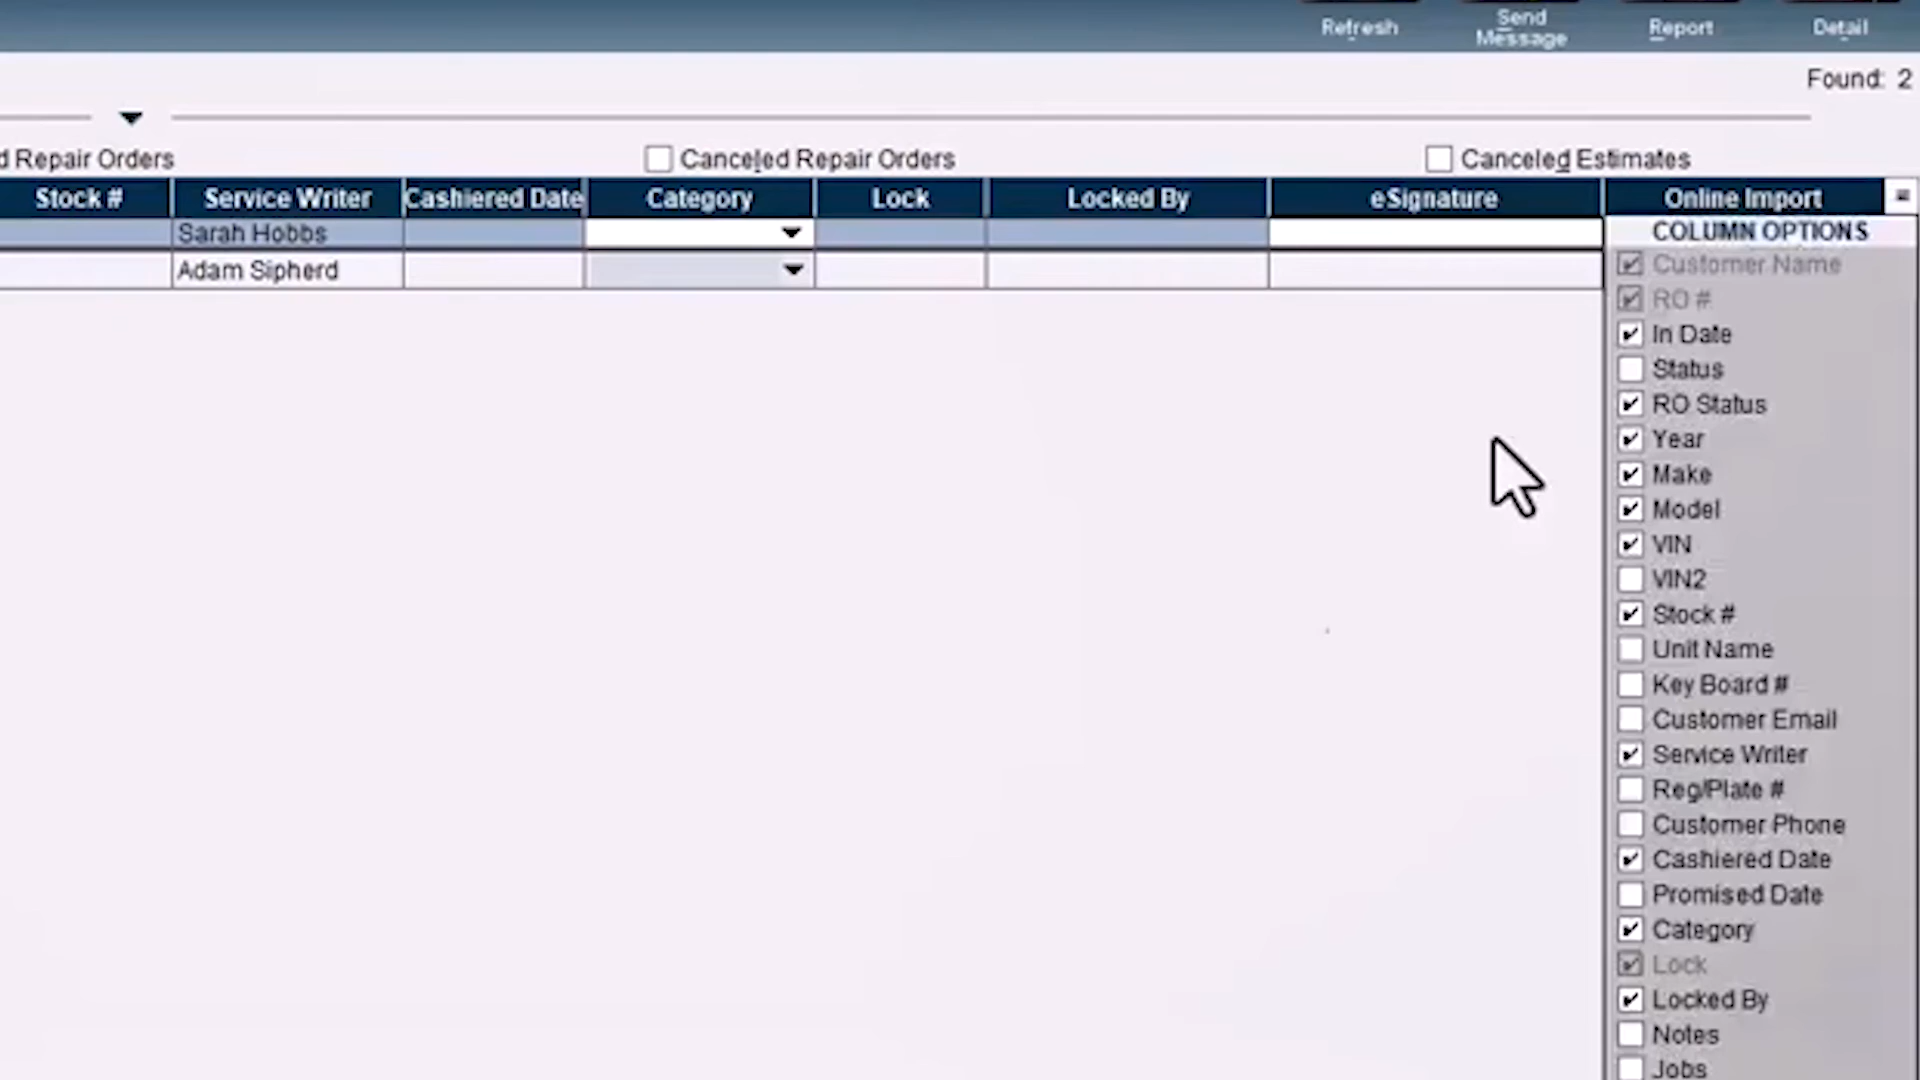 Refresh
Send Message
Report
Detail
Found: 2
d Repair Orders
Canceled Repair Orders
Canceled Estimates
Stock # Service Writer Cashiered Date Category Lock Locked By eSignature Online Import
Sarah Hobbs
Adam Sipherd
COLUMN OPTIONS
Customer Name
RO #
In Date
Status
RO Status
Year
Make
Model
VIN
VIN2
Stock #
Unit Name
Key Board #
Customer Email
Service Writer
Reg/Plate #
Customer Phone
Cashiered Date
Promised Date
Category
Lock
Locked By
Notes
Jobs